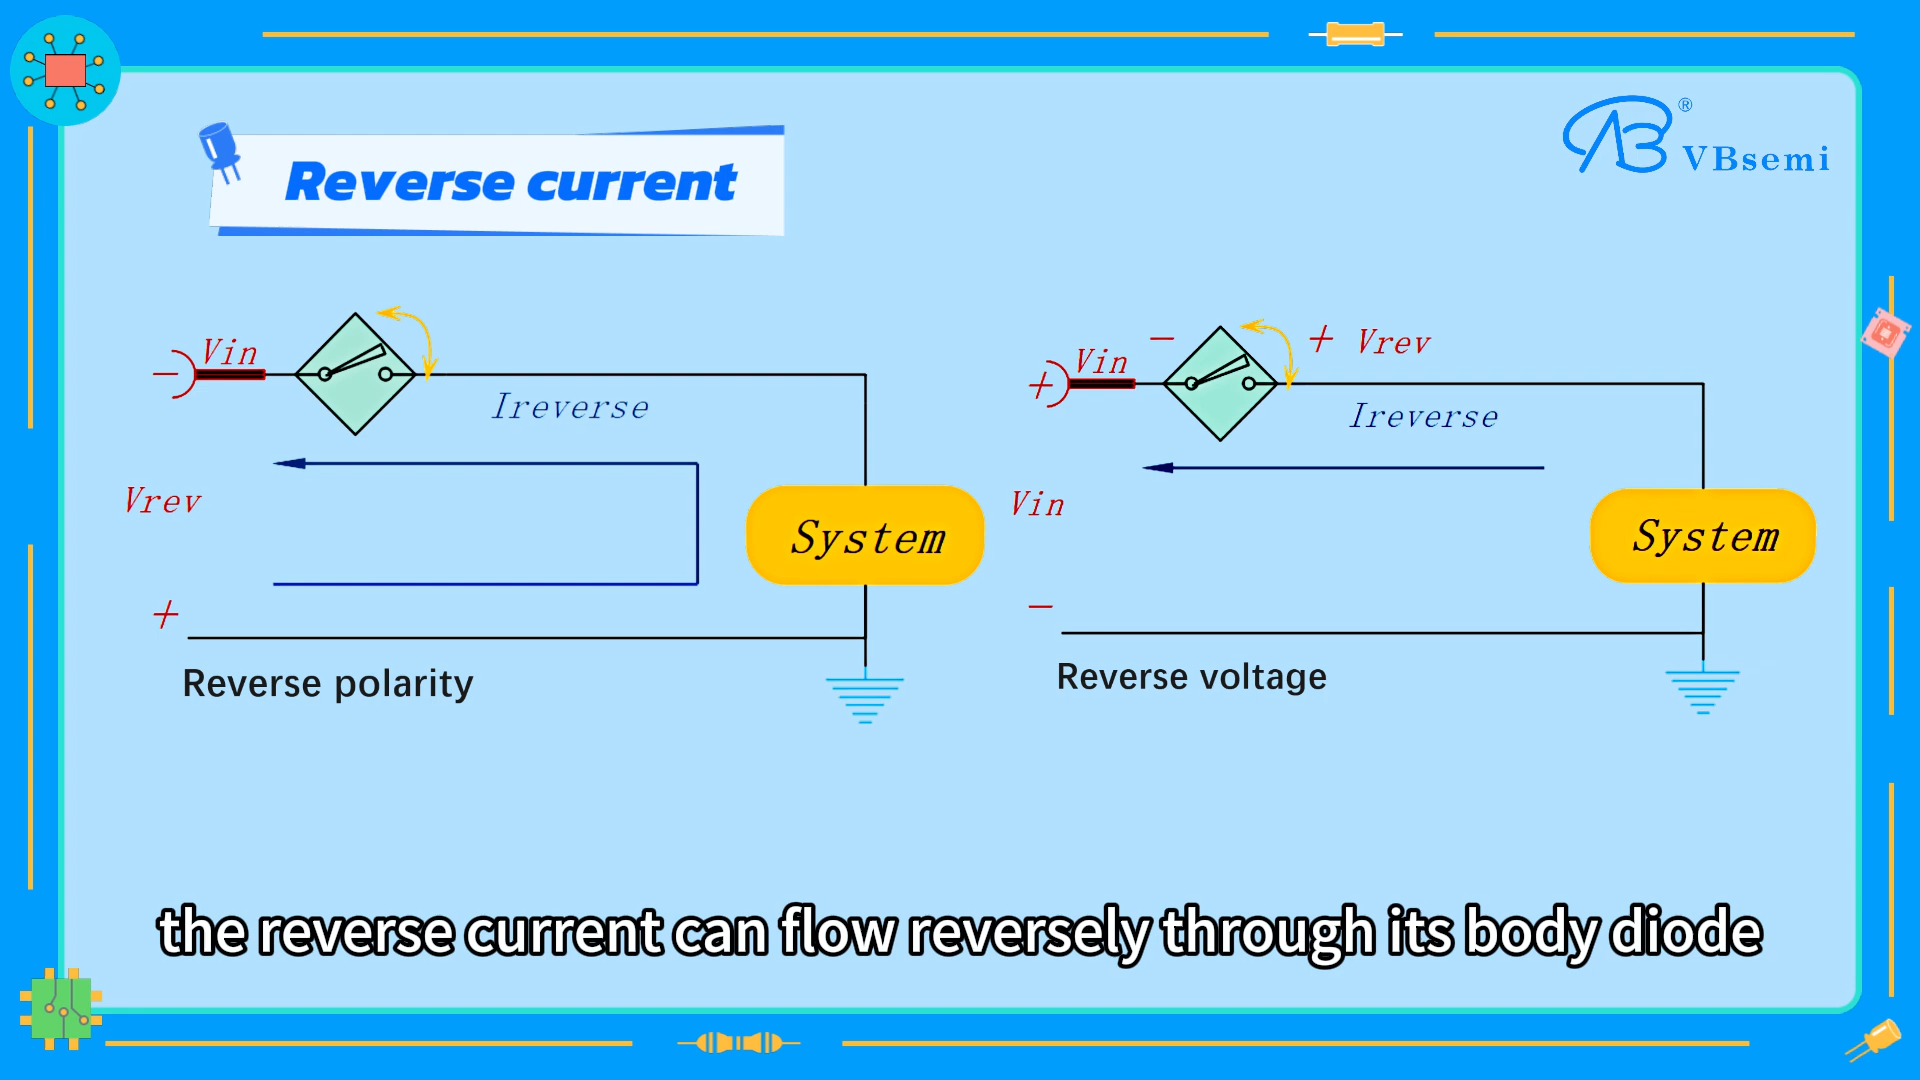 ®
VBsemi
Reverse current
Vin
−
Ireverse
Vrev
+
System
Reverse polarity
− + Vrev
Vin
+
Ireverse
Vin
−
System
Reverse voltage
the reverse current can flow reversely through its body diode